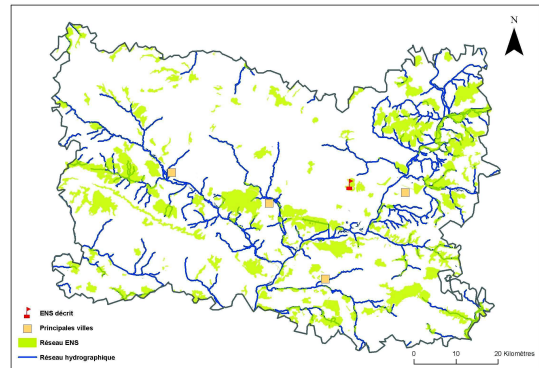 N
ENS décrit
Principales villes
Réseau ENS
Réseau hydrographique
0 10 20 Kilomètres